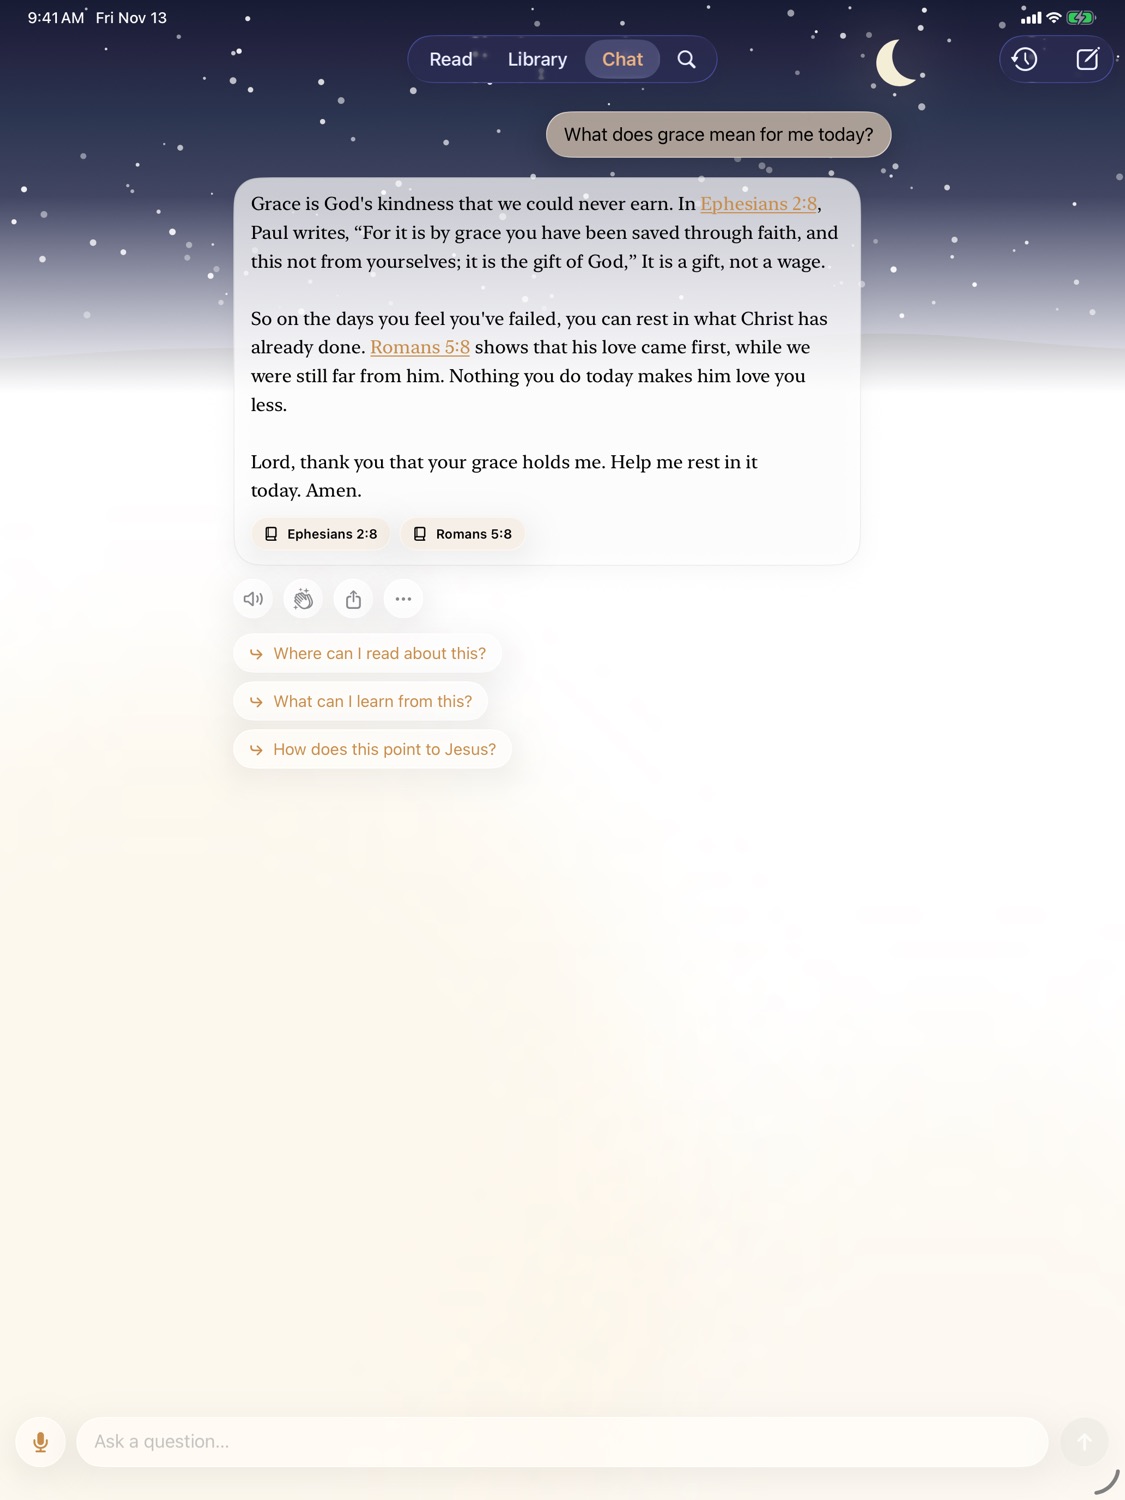 9:41 AM Fri Nov 13
Read Library Chat
What does grace mean for me today?
Grace is God's kindness that we could never earn. In Ephesians 2:8,
Paul writes, “For it is by grace you have been saved through faith, and
this not from yourselves; it is the gift of God,” It is a gift, not a wage.
So on the days you feel you've failed, you can rest in what Christ has
already done. Romans 5:8 shows that his love came first, while we
were still far from him. Nothing you do today makes him love you
less.
Lord, thank you that your grace holds me. Help me rest in it
today. Amen.
Ephesians 2:8 Romans 5:8
Where can I read about this?
What can I learn from this?
How does this point to Jesus?
Ask a question...